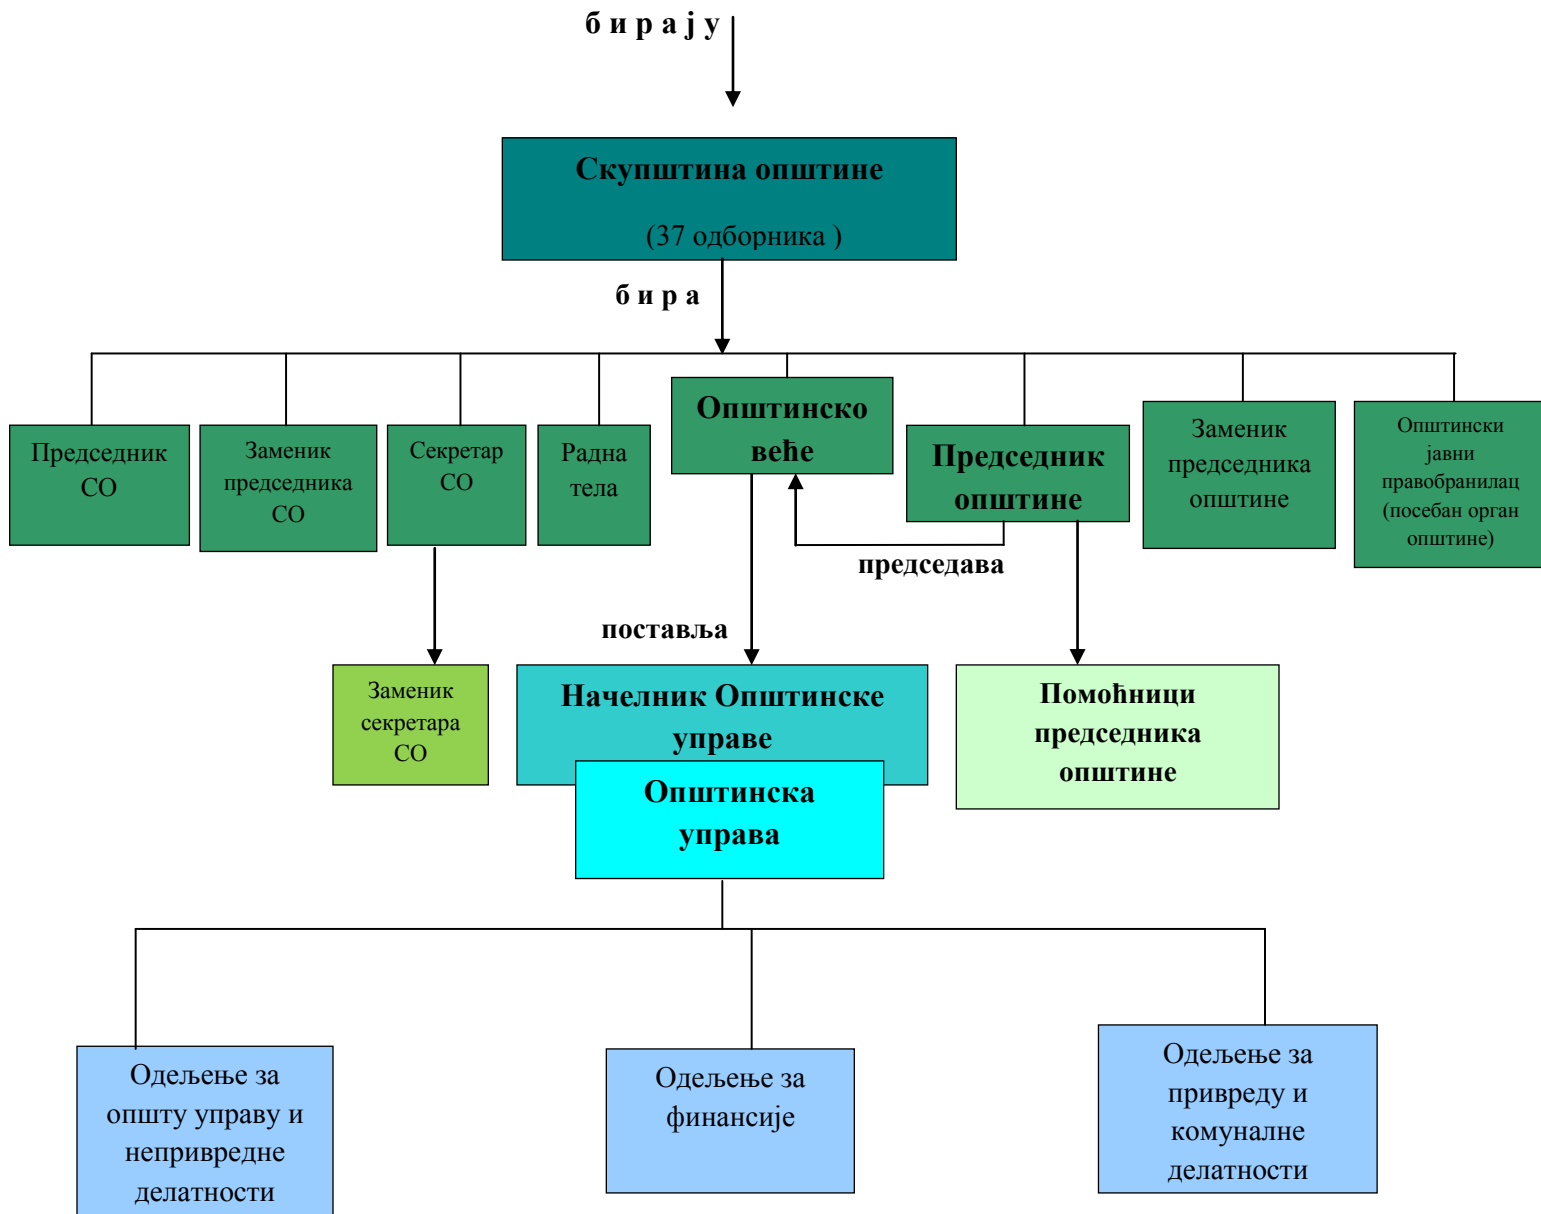 б и р а ј у
Скупштина општине
(37 одборника )
б и р а
Председник
СО
Заменик
председника
СО
Секретар
СО
Радна
тела
Општинско
веће
Председник
општине
Заменик
председника
општине
Општински
јавни
правобранилац
(посебан орган
општине)
председава
поставља
Заменик
секретара
СО
Начелник Општинске
управе
Помоћници
председника
општине
Општинска
управа
Одељење за
општу управу и
непривредне
делатности
Одељење за
финансије
Одељење за
привреду и
комуналне
делатности